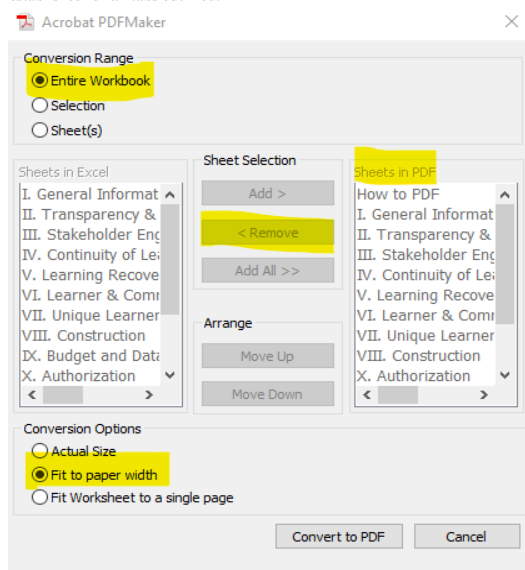 Acrobat PDFMaker
Conversion Range
Entire Workbook
Selection
Sheet(s)
Sheets in Excel
I. General Informat
II. Transparency &
III. Stakeholder Eng
IV. Continuity of Lea
V. Learning Recove
VI. Learner & Comm
VII. Unique Learner
VIII. Construction
IX. Budget and Data
X. Authorization
Sheet Selection
Add >
< Remove
Add All >>
Arrange
Move Up
Move Down
Sheets in PDF
How to PDF
I. General Informat
II. Transparency &
III. Stakeholder Eng
IV. Continuity of Lea
V. Learning Recove
VI. Learner & Comm
VII. Unique Learner
VIII. Construction
X. Authorization
Conversion Options
Actual Size
Fit to paper width
Fit Worksheet to a single page
Convert to PDF
Cancel